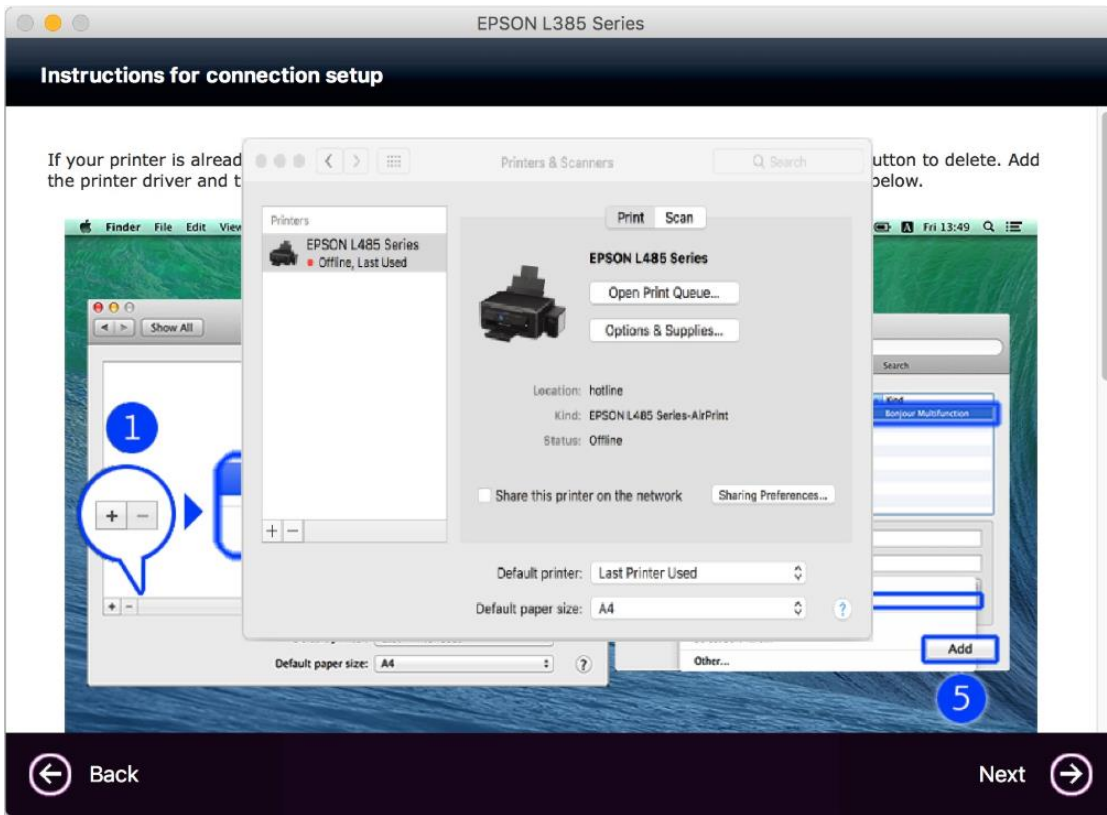 EPSON L385 Series
Instructions for connection setup
If your printer is alread
utton to delete. Add
the printer driver and t
below.
Finder File Edit View
Fri 13:49
Show All
1
+ −
+ −
Printers & Scanners
Search
Printers
EPSON L485 Series
Offline, Last Used
+ −
Print Scan
EPSON L485 Series
Open Print Queue...
Options & Supplies...
Location: hotline
Kind: EPSON L485 Series-AirPrint
Status: Offline
Share this printer on the network
Sharing Preferences...
Default printer: Last Printer Used
Default paper size: A4
?
Search
Kind
Bonjour Multifunction
Default paper size: A4
?
Other...
Add
5
Back
Next